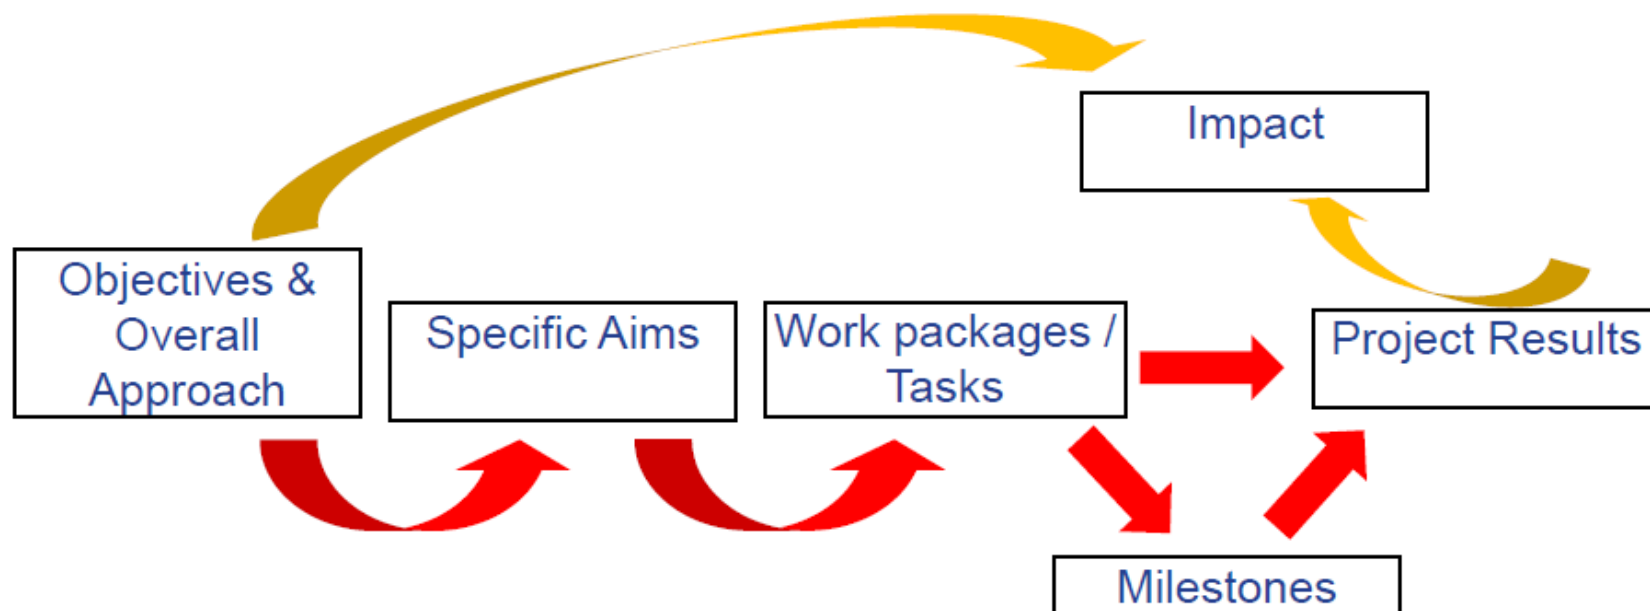 Impact
Objectives &
Overall
Approach
Specific Aims
Work packages /
Tasks
Project Results
Milestones